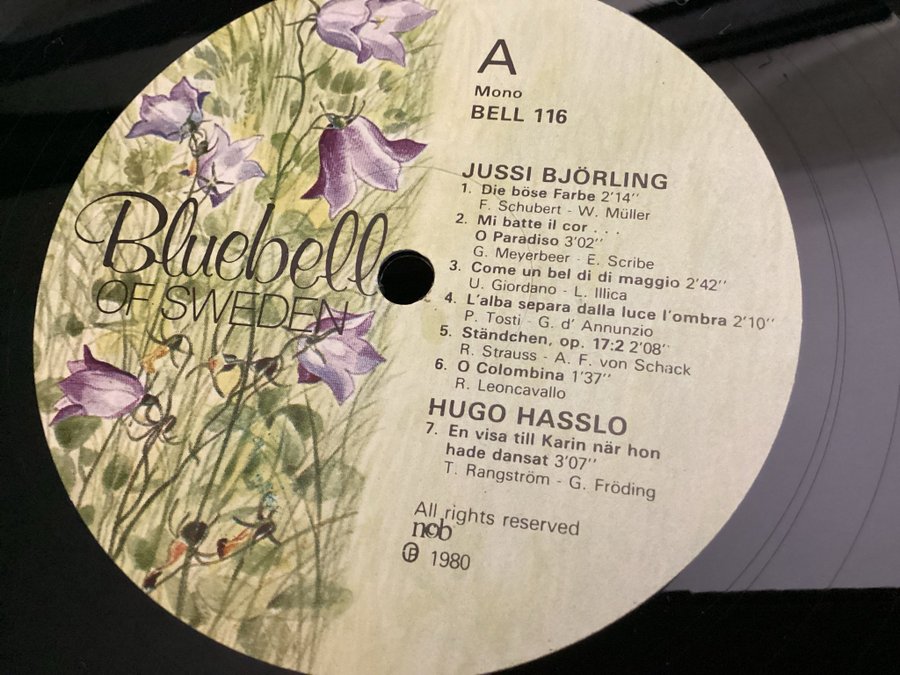 A
Mono
BELL 116
JUSSI BJÖRLING
1. Die böse Farbe 2'14''
F. Schubert - W. Müller
2. Mi batte il cor . . .
O Paradiso 3'02''
G. Meyerbeer - E. Scribe
3. Come un bel di di maggio 2'42''
U. Giordano - L. Illica
4. L'alba separa dalla luce l'ombra 2'10''
P. Tosti - G. d' Annunzio
5. Ständchen, op. 17:2 2'08''
R. Strauss - A. F. von Schack
6. O Colombina 1'37''
R. Leoncavallo
HUGO HASSLO
7. En visa till Karin när hon
hade dansat 3'07''
T. Rangström - G. Fröding
All rights reserved
ncb
Ⓟ 1980
Bluebell
OF SWEDEN